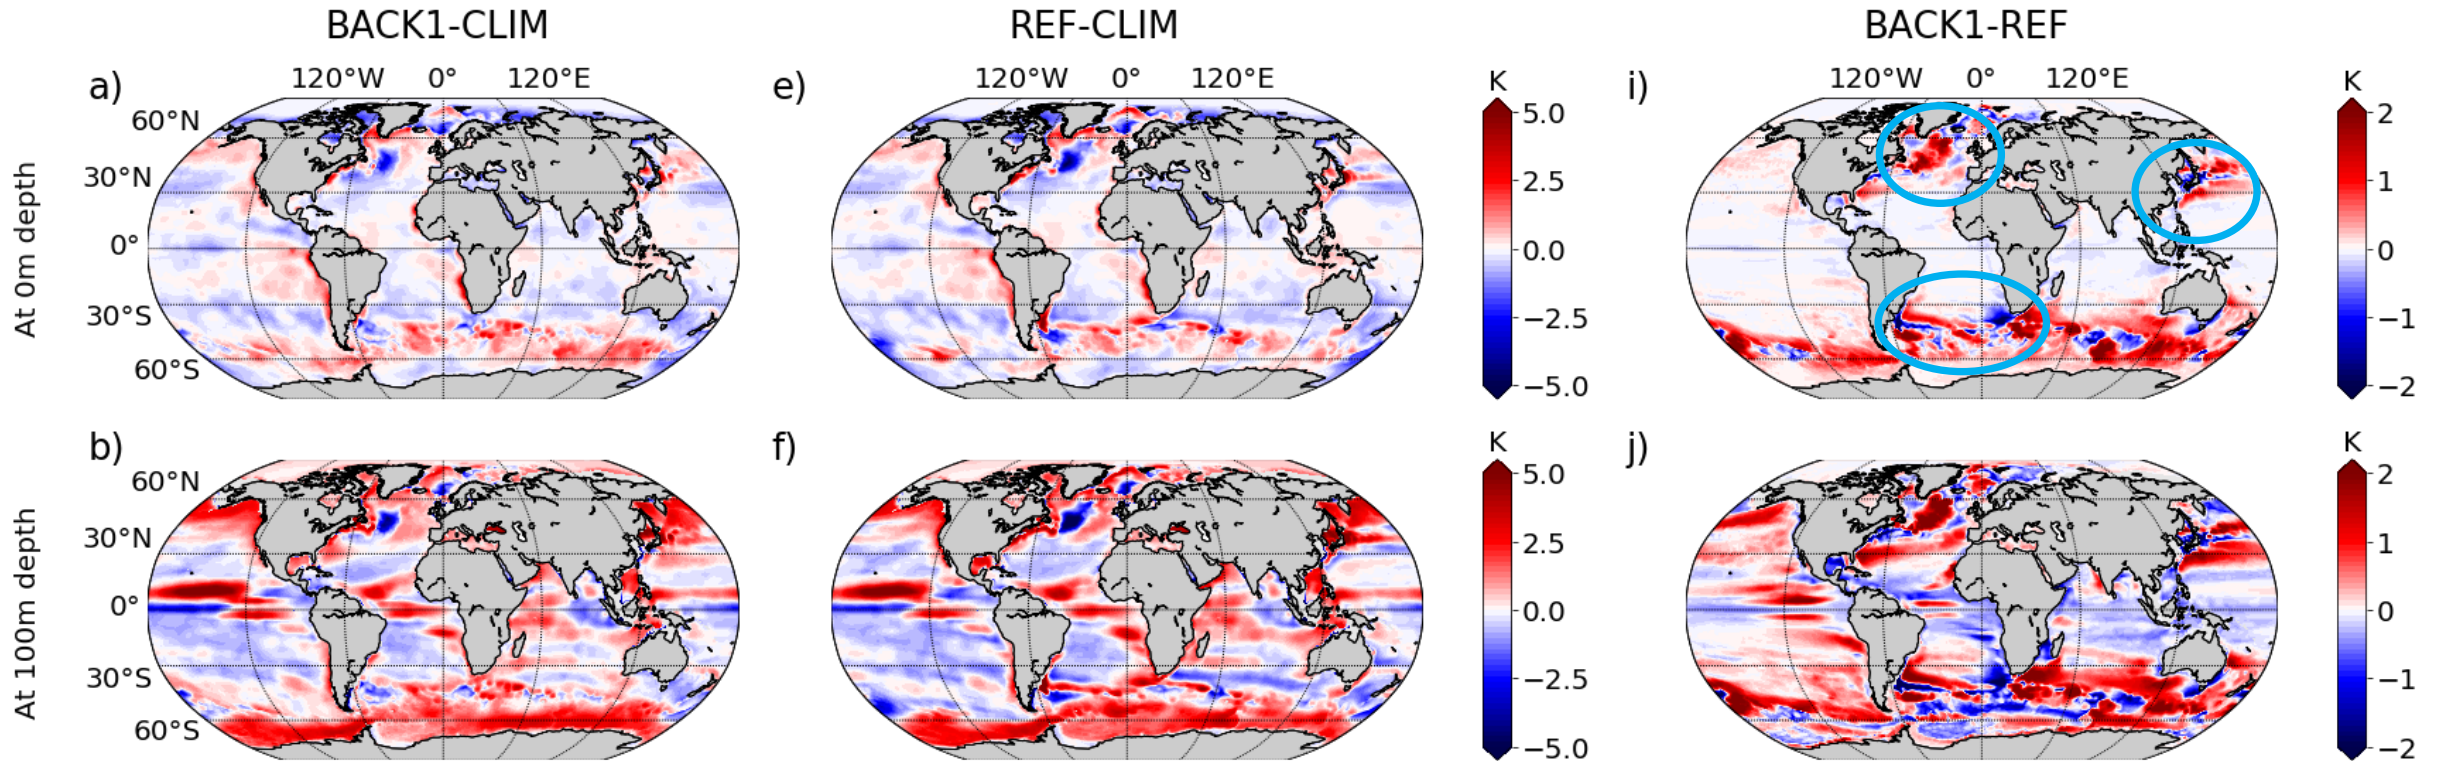 BACK1-CLIM REF-CLIM BACK1-REF
a) 120°W 0° 120°E e) 120°W 0° 120°E K i) 120°W 0° 120°E K
60°N
30°N
0°
30°S
60°S
At 0m depth
5.0
2.5
0.0
−2.5
−5.0
2
1
0
−1
−2
b) f) K j) K
60°N
30°N
0°
30°S
60°S
At 100m depth
5.0
2.5
0.0
−2.5
−5.0
2
1
0
−1
−2